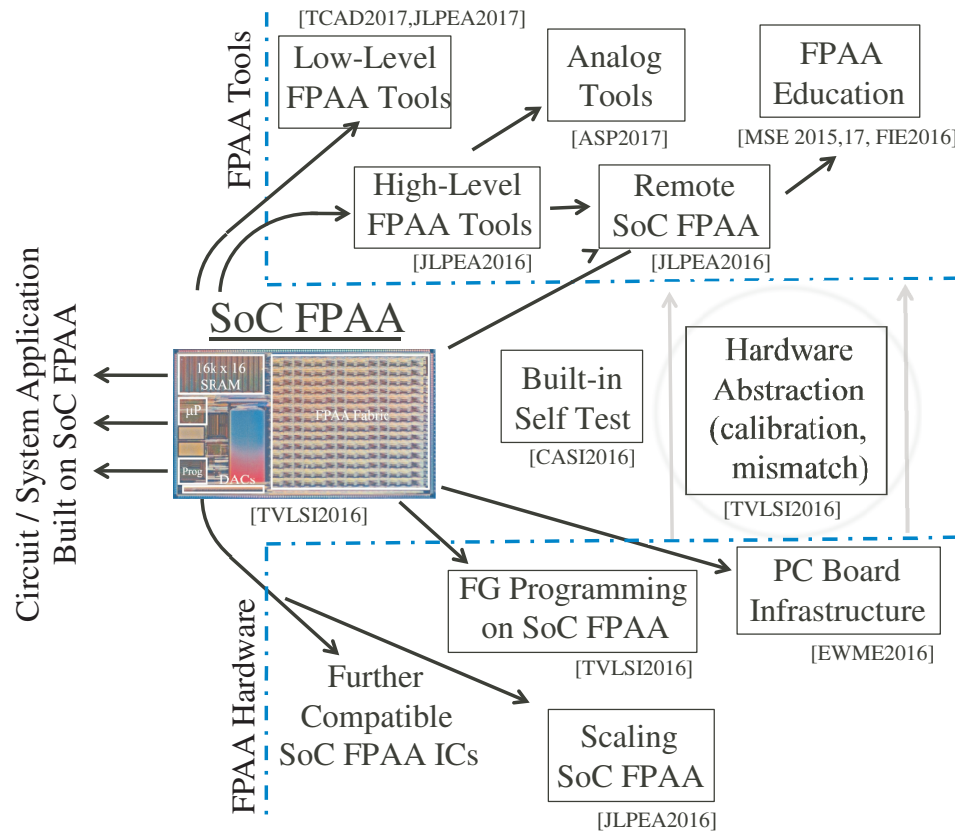 [TCAD2017,JLPEA2017]
Low-Level
FPAA Tools
Analog
Tools
[ASP2017]
FPAA
Education
[MSE 2015,17, FIE2016]
FPAA Tools
High-Level
FPAA Tools
[JLPEA2016]
Remote
SoC FPAA
[JLPEA2016]
SoC FPAA
16k x 16
SRAM
μP
FPAA Fabric
Prog
DACs
[TVLSI2016]
Circuit / System Application
Built on SoC FPAA
Built-in
Self Test
[CASI2016]
Hardware
Abstraction
(calibration,
mismatch)
[TVLSI2016]
FPAA Hardware
FG Programming
on SoC FPAA
[TVLSI2016]
PC Board
Infrastructure
[EWME2016]
Further
Compatible
SoC FPAA ICs
Scaling
SoC FPAA
[JLPEA2016]